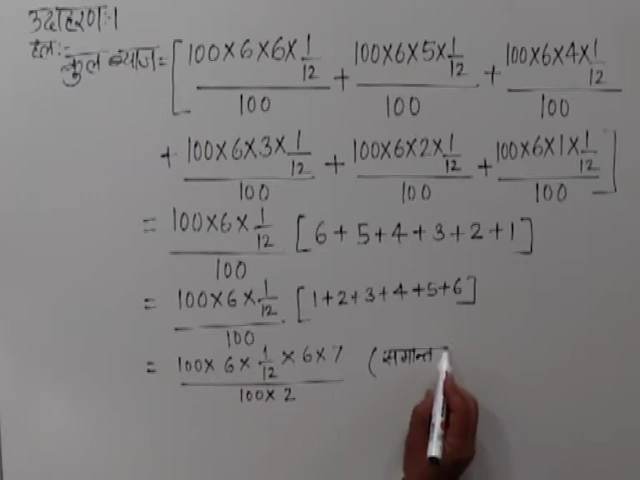 उदाहरण:1
हल:- कुल ब्याज = [ (100×6×6×1/12)/100 + (100×6×5×1/12)/100 + (100×6×4×1/12)/100
+ (100×6×3×1/12)/100 + (100×6×2×1/12)/100 + (100×6×1×1/12)/100 ]
= (100×6×1/12)/100 [6+5+4+3+2+1]
= (100×6×1/12)/100 [1+2+3+4+5+6]
= (100×6×1/12×6×7)/(100×2) (समान्त